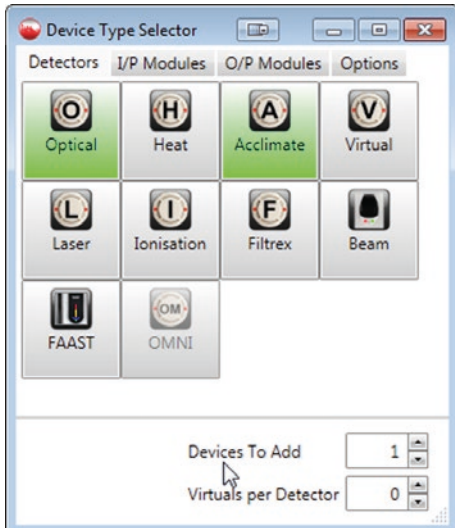 Device Type Selector
Detectors I/P Modules O/P Modules Options
O H A V
Optical Heat Acclimate Virtual
L I F
Laser Ionisation Filtrex Beam
OM
FAAST OMNI
Devices To Add 1
Virtuals per Detector 0